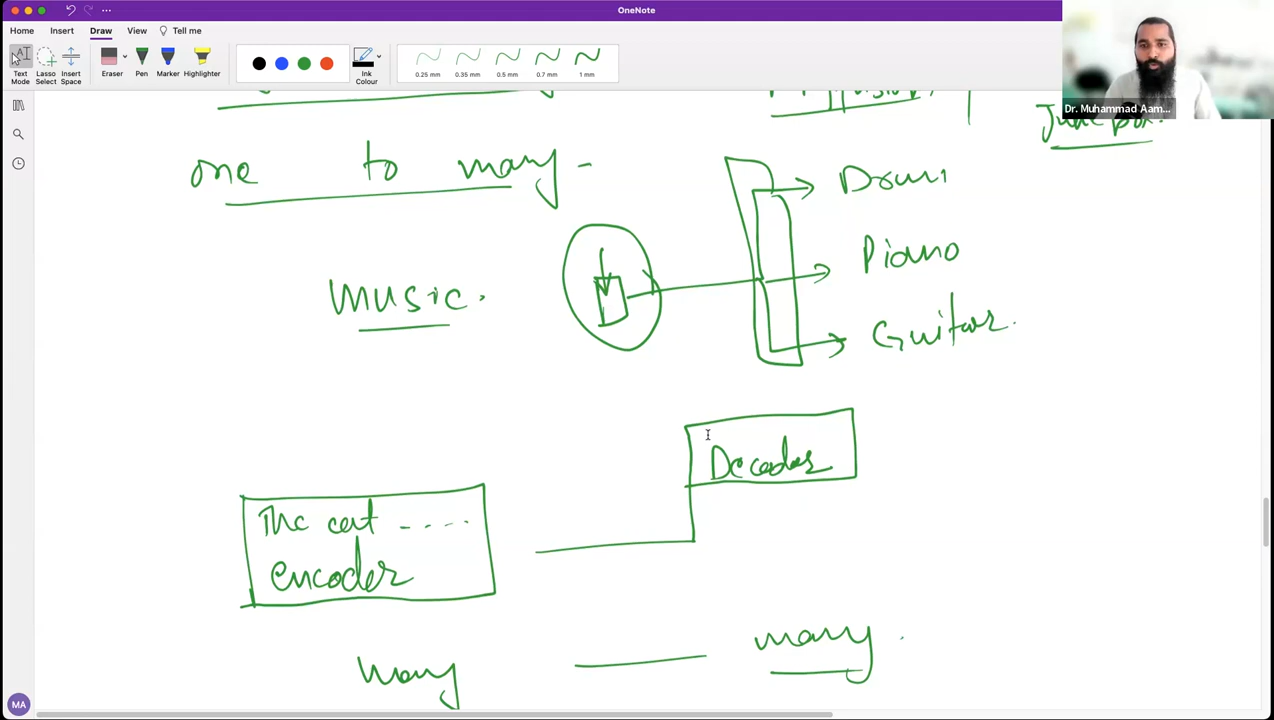 OneNote
Home Insert Draw View Tell me
Text Mode
Lasso Select
Insert Space
Eraser
Pen
Marker
Highlighter
Ink Colour
0.25 mm
0.35 mm
0.5 mm
0.7 mm
1 mm
Dr. Muhammad Aam...
one to many -
Drum
Piano
music.
Guitar.
Decoder
The cat ----
encoder
many
many.
MA